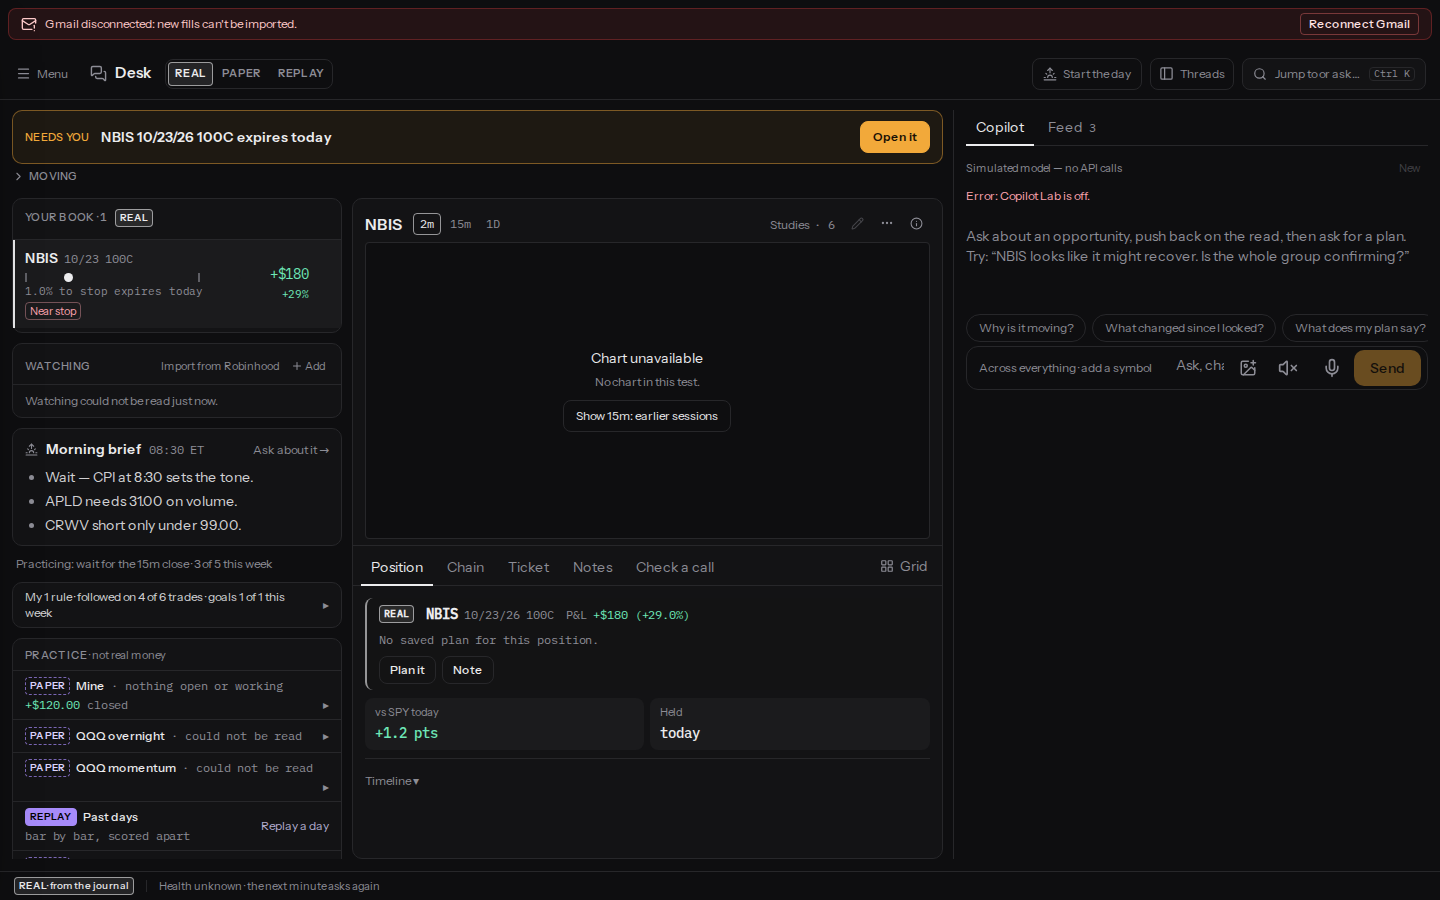 Gmail disconnected: new fills can't be imported.
Reconnect Gmail
Menu
Desk
REAL
PAPER
REPLAY
Start the day
Threads
Jump to or ask...
Ctrl K
NEEDS YOU
NBIS 10/23/26 100C expires today
Open it
MOVING
YOUR BOOK · 1
REAL
NBIS 10/23 100C
+$180
1.0% to stop expires today
+29%
Near stop
WATCHING
Import from Robinhood
+ Add
Watching could not be read just now.
Morning brief 08:30 ET
Ask about it →
• Wait — CPI at 8:30 sets the tone.
• APLD needs 31.00 on volume.
• CRWV short only under 99.00.
Practicing: wait for the 15m close · 3 of 5 this week
My 1 rule · followed on 4 of 6 trades · goals 1 of 1 this
week
▸
PRACTICE · not real money
PAPER Mine · nothing open or working
+$120.00 closed
▸
PAPER QQQ overnight · could not be read
▸
PAPER QQQ momentum · could not be read
▸
REPLAY Past days
bar by bar, scored apart
Replay a day
NBIS
2m
15m
1D
Studies · 6
Chart unavailable
No chart in this test.
Show 15m: earlier sessions
Position
Chain
Ticket
Notes
Check a call
Grid
REAL NBIS 10/23/26 100C P&L +$180 (+29.0%)
No saved plan for this position.
Plan it
Note
vs SPY today
+1.2 pts
Held
today
Timeline ▾
Copilot
Feed 3
Simulated model — no API calls
New
Error: Copilot Lab is off.
Ask about an opportunity, push back on the read, then ask for a plan.
Try: “NBIS looks like it might recover. Is the whole group confirming?”
Why is it moving?
What changed since I looked?
What does my plan say?
Across everything · add a symbol
Ask, cha
Send
REAL · from the journal
Health unknown · the next minute asks again